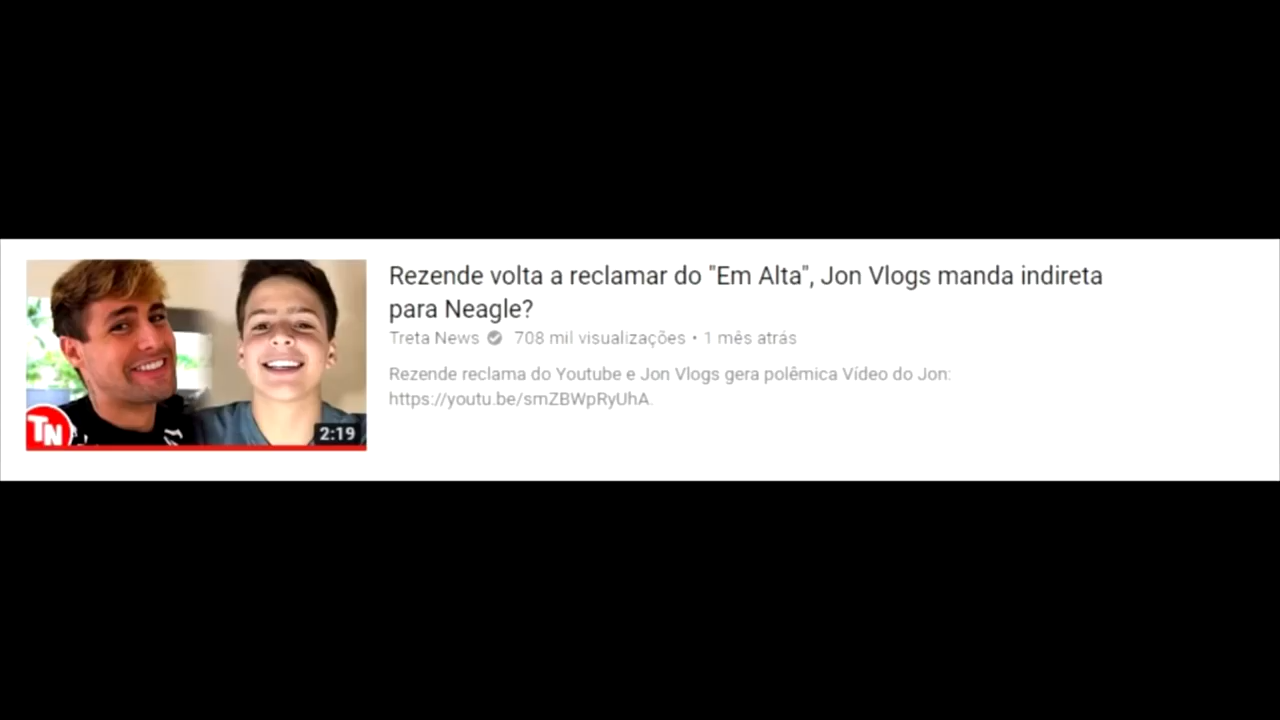 Rezende volta a reclamar do "Em Alta", Jon Vlogs manda indireta
para Neagle?
Treta News 708 mil visualizações • 1 mês atrás
Rezende reclama do Youtube e Jon Vlogs gera polêmica Vídeo do Jon:
https://youtu.be/smZBWpRyUhA.
TN
2:19